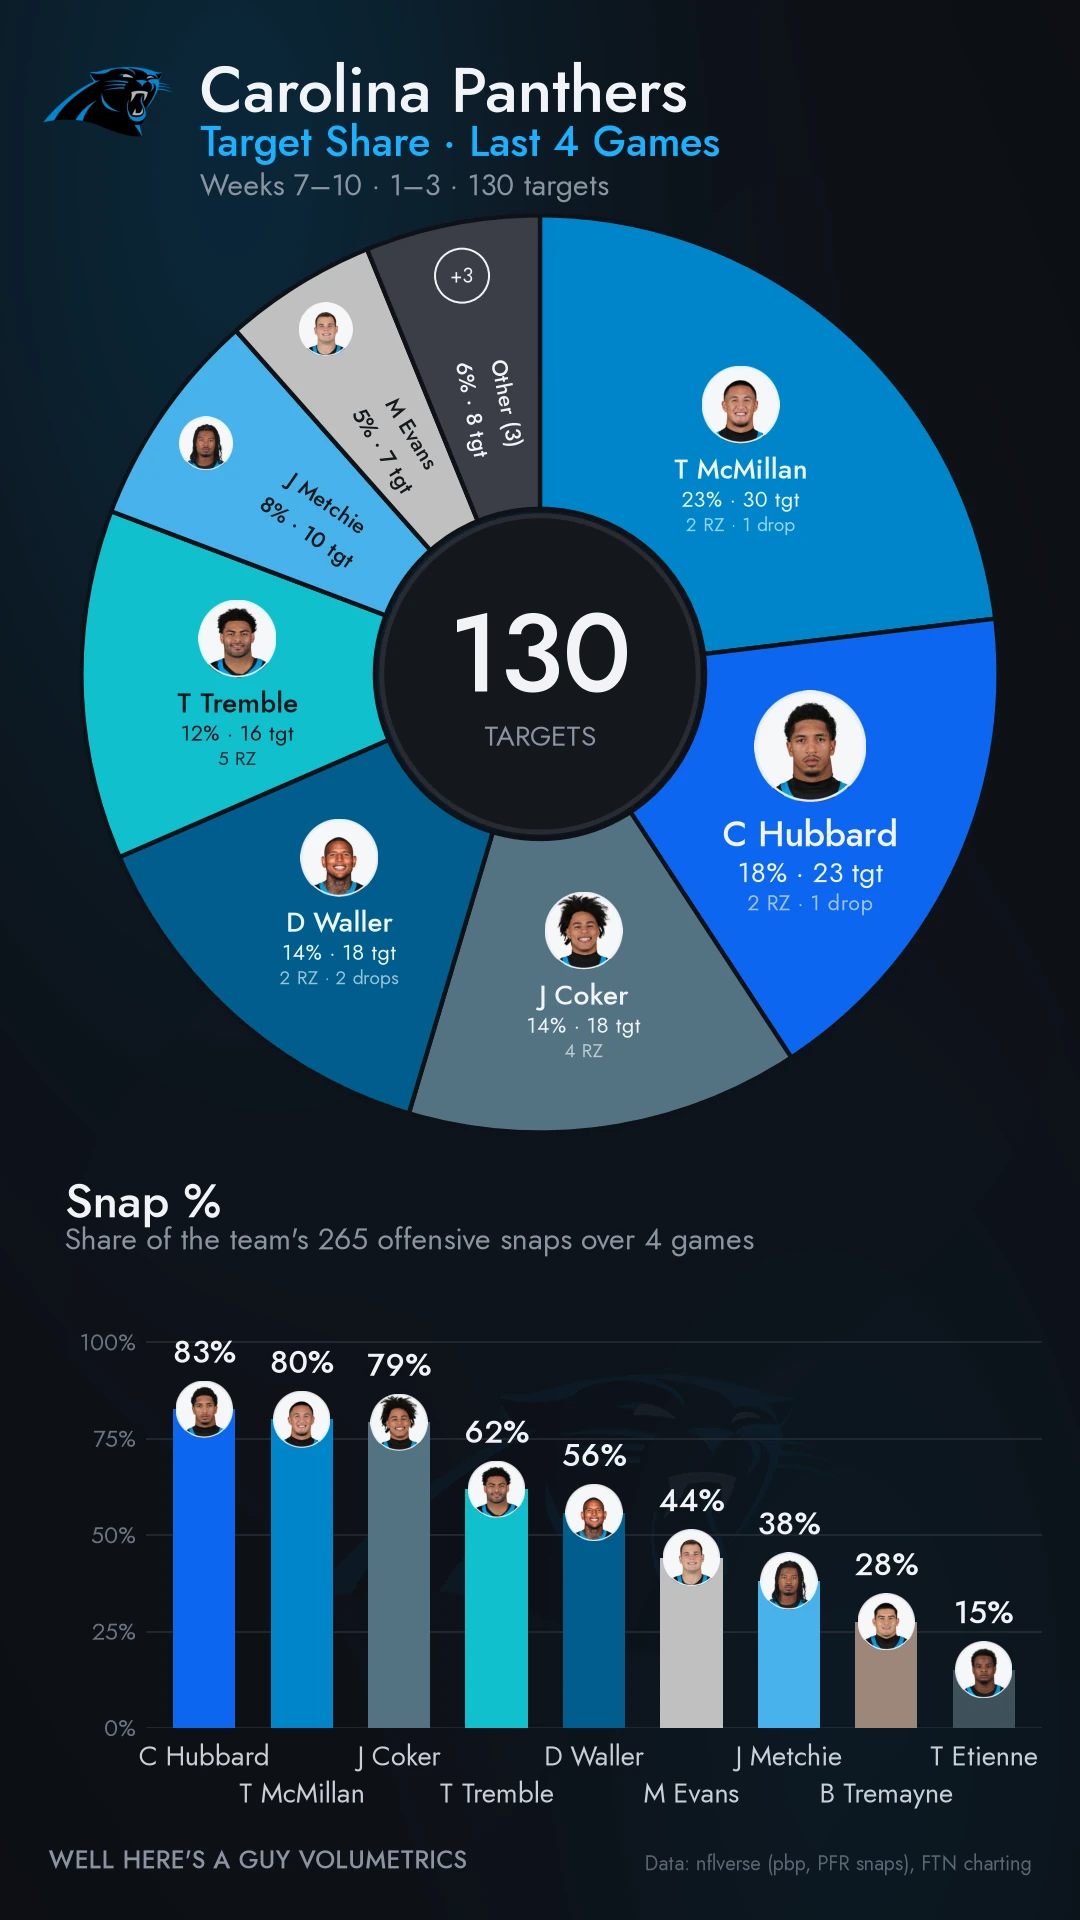 Carolina Panthers
Target Share · Last 4 Games
Weeks 7–10 · 1–3 · 130 targets
+3
Other (3)
6% · 8 tgt
T McMillan
23% · 30 tgt
2 RZ · 1 drop
M Evans
5% · 7 tgt
J Metchie
8% · 10 tgt
130
TARGETS
T Tremble
12% · 16 tgt
5 RZ
C Hubbard
18% · 23 tgt
2 RZ · 1 drop
D Waller
14% · 18 tgt
2 RZ · 2 drops
J Coker
14% · 18 tgt
4 RZ
Snap %
Share of the team's 265 offensive snaps over 4 games
100%
75%
50%
25%
0%
83%
80%
79%
62%
56%
44%
38%
28%
15%
C Hubbard
T McMillan
J Coker
T Tremble
D Waller
M Evans
J Metchie
B Tremayne
T Etienne
WELL HERE'S A GUY VOLUMETRICS
Data: nflverse (pbp, PFR snaps), FTN charting